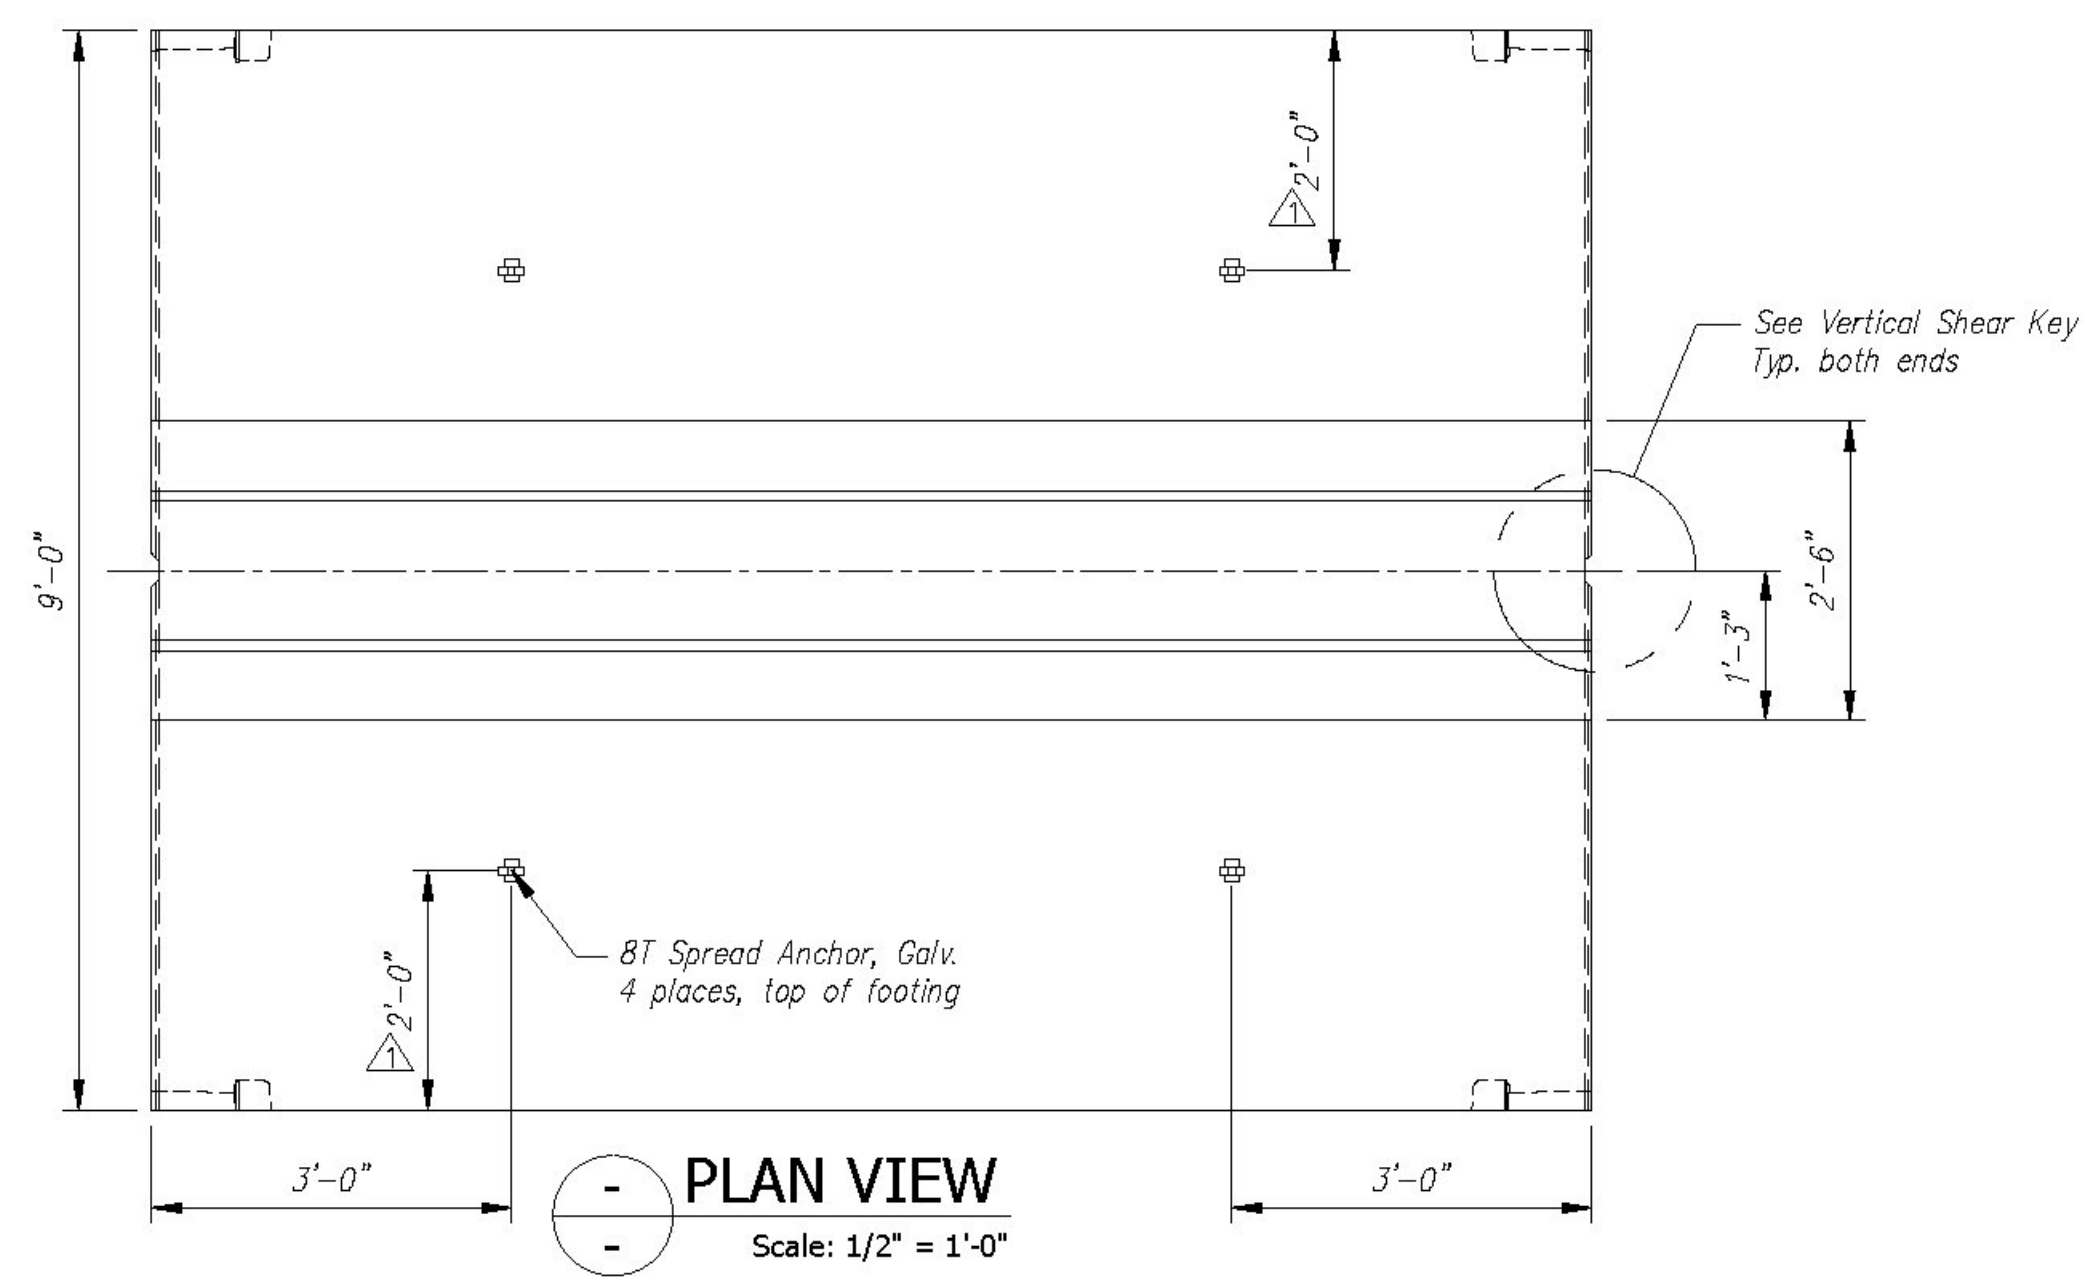 2'-0"
1
See Vertical Shear Key
Typ. both ends
9'-0"
2'-6"
1'-3"
8T Spread Anchor, Galv.
4 places, top of footing
2'-0"
1
3'-0"
3'-0"
-
-
PLAN VIEW
Scale: 1/2" = 1'-0"